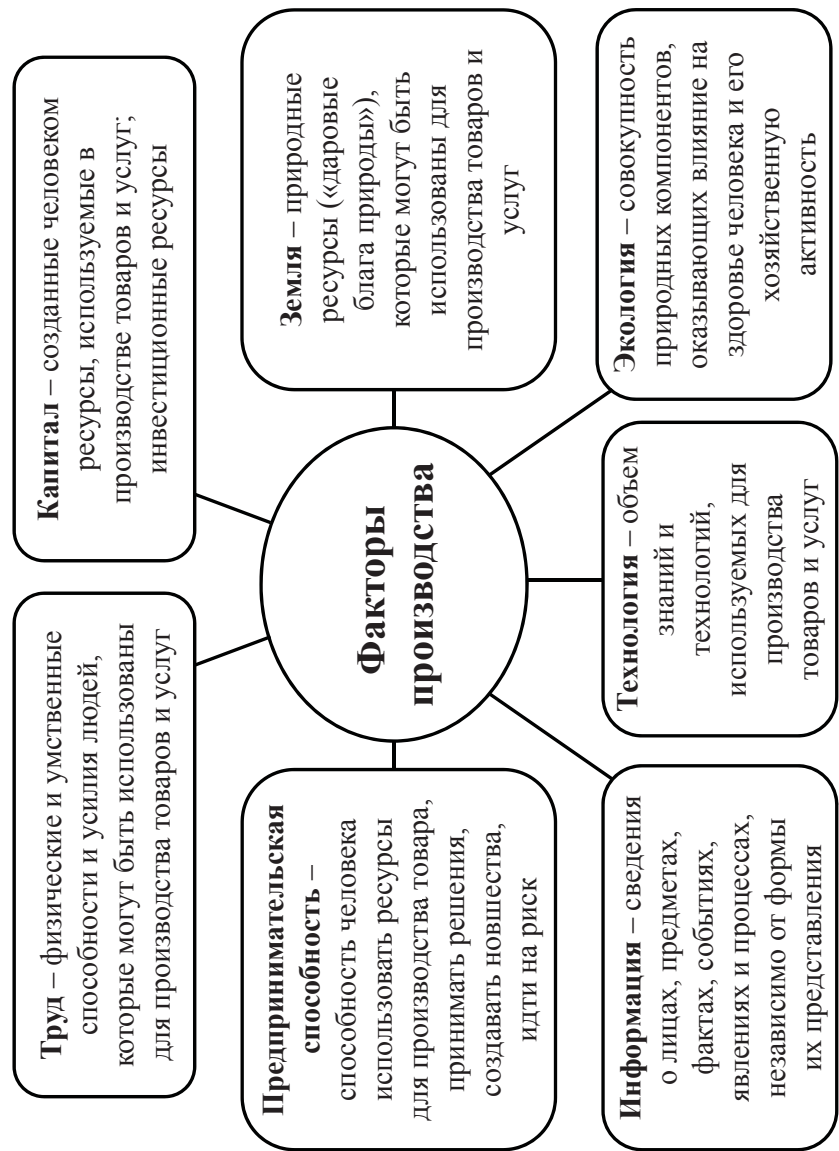 Труд – физические и умственные
способности и усилия людей,
которые могут быть использованы
для производства товаров и услуг
Капитал – созданные человеком
ресурсы, используемые в
производстве товаров и услуг;
инвестиционные ресурсы
Предпринимательская
способность –
способность человека
использовать ресурсы
для производства товара,
принимать решения,
создавать новшества,
идти на риск
Факторы
производства
Земля – природные
ресурсы («даровые
блага природы»),
которые могут быть
использованы для
производства товаров и
услуг
Информация – сведения
о лицах, предметах,
фактах, событиях,
явлениях и процессах,
независимо от формы
их представления
Технология – объем
знаний и
технологий,
используемых для
производства
товаров и услуг
Экология – совокупность
природных компонентов,
оказывающих влияние на
здоровье человека и его
хозяйственную
активность